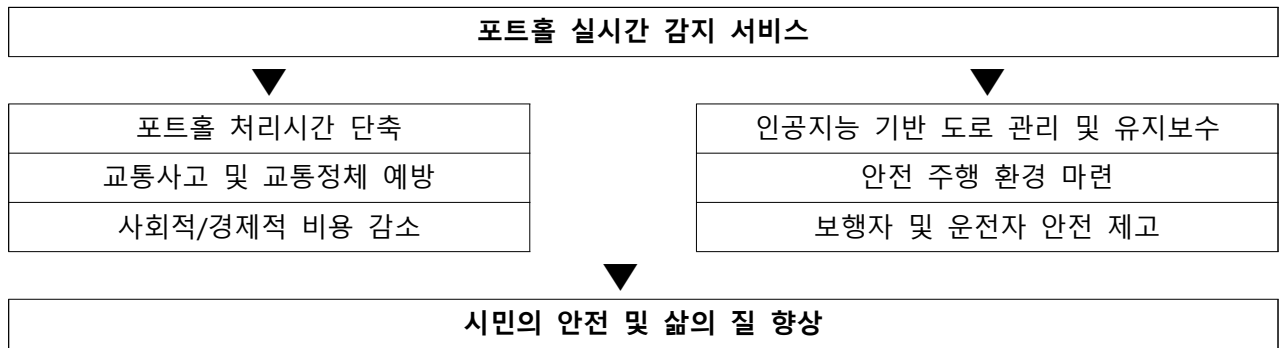 포트홀 실시간 감지 서비스
포트홀 처리시간 단축
교통사고 및 교통정체 예방
사회적/경제적 비용 감소
인공지능 기반 도로 관리 및 유지보수
안전 주행 환경 마련
보행자 및 운전자 안전 제고
시민의 안전 및 삶의 질 향상